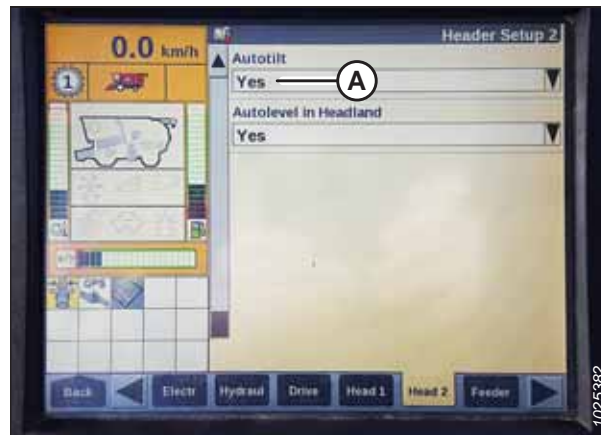 0.0 km/h
Header Setup 2
1
Autotilt
Yes
A
Autolevel in Headland
Yes
GPS
Back
Electr
Hydraul
Drive
Head 1
Head 2
Feeder
1025382